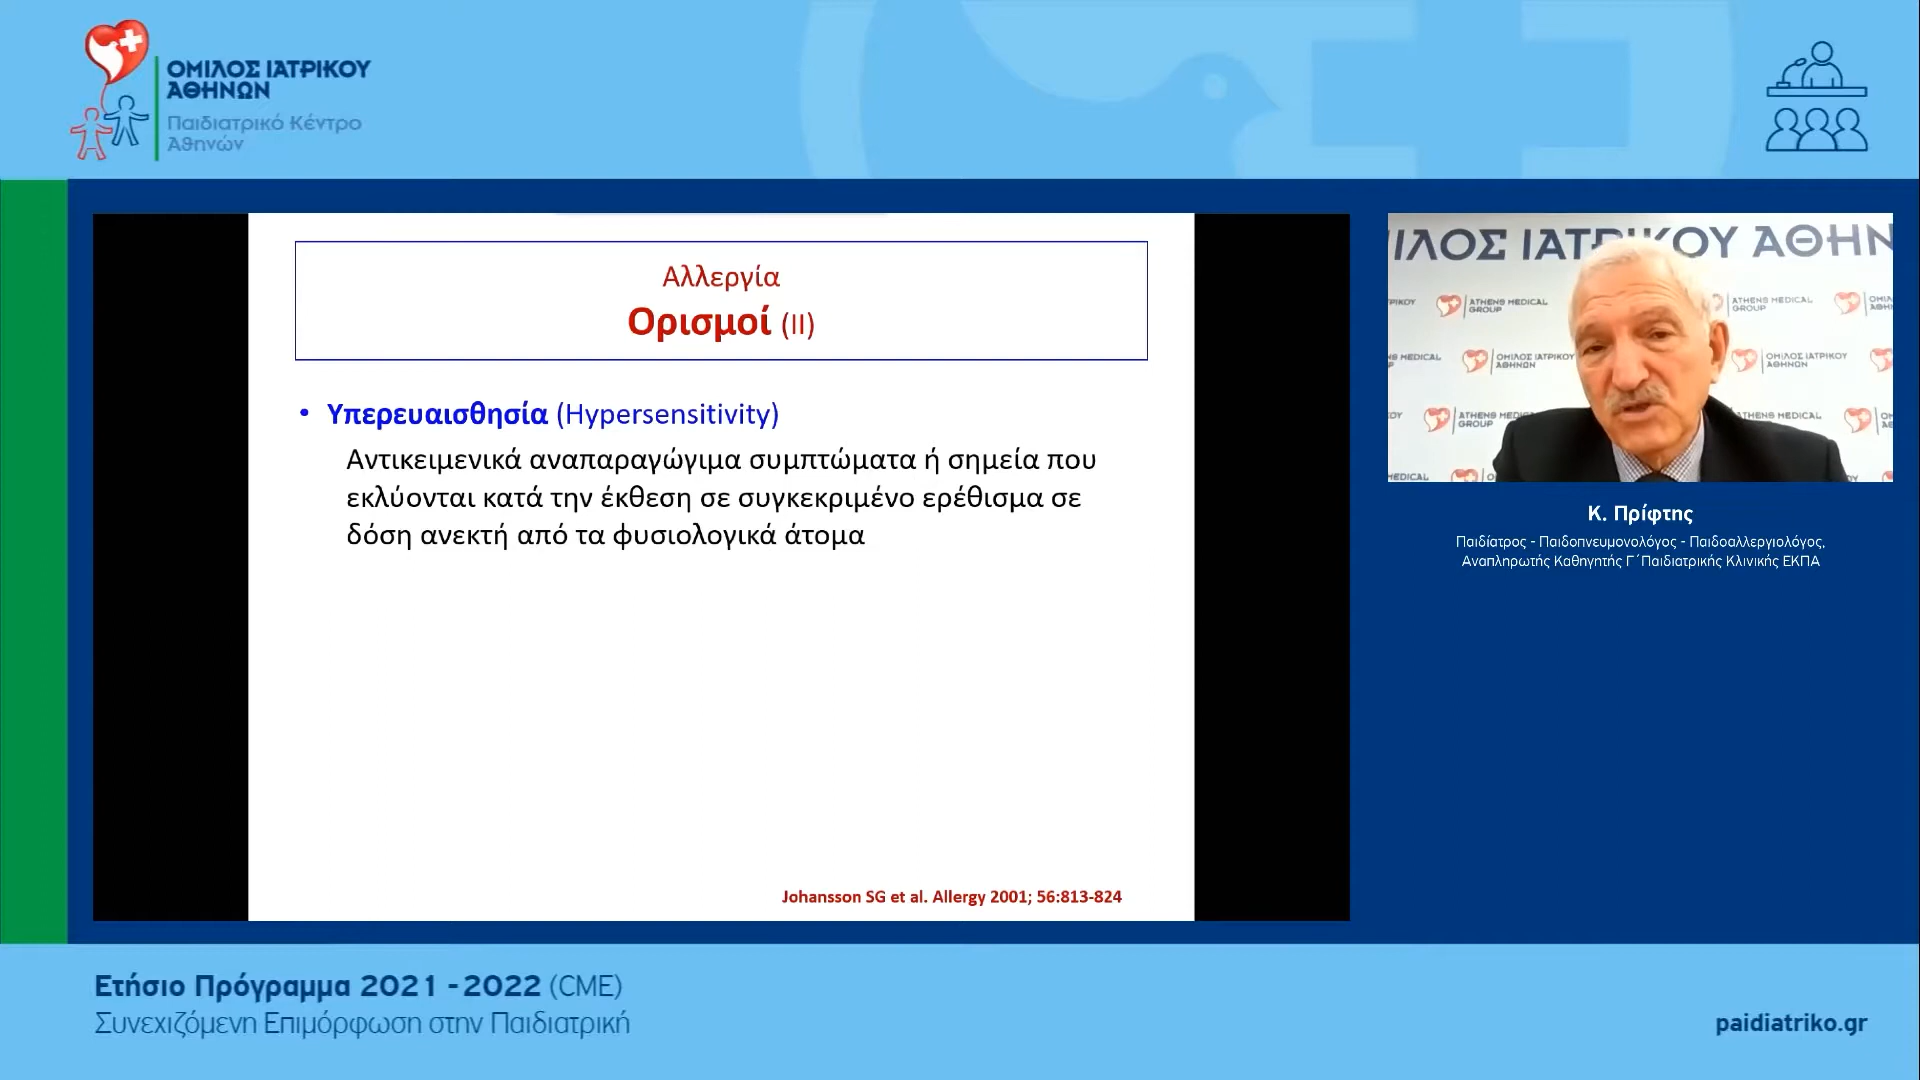 ΟΜΙΛΟΣ ΙΑΤΡΙΚΟΥ
ΑΘΗΝΩΝ
Παιδιατρικό Κέντρο
Αθηνών
Αλλεργία
Ορισμοί (II)
• Υπερευαισθησία (Hypersensitivity)
Αντικειμενικά αναπαραγώγιμα συμπτώματα ή σημεία που
εκλύονται κατά την έκθεση σε συγκεκριμένο ερέθισμα σε
δόση ανεκτή από τα φυσιολογικά άτομα
Johansson SG et al. Allergy 2001; 56:813-824
ΙΛΟΣ ΙΑΤΡΙΚΟΥ ΑΘΗΝ
ΑΤΗΕΝS MEDICAL
GROUP
ATHENS MEDICAL
GROUP
MEDICAL
ΟΜΙΛΟΣ ΙΑΤΡΙΚΟΥ
ΑΘΗΝΩΝ
ΟΜΙΛΟΣ ΙΑΤΡΙΚΟΥ
ΑΘΗΝΩΝ
ATHENS MEDICAL
GROUP
Κ. Πρίφτης
Παιδίατρος - Παιδοπνευμονολόγος - Παιδοαλλεργιολόγος,
Αναπληρωτής Καθηγητής Γ΄Παιδιατρικής Κλινικής ΕΚΠΑ
Ετήσιο Πρόγραμμα 2021 - 2022 (CME)
Συνεχιζόμενη Επιμόρφωση στην Παιδιατρική
paidiatriko.gr